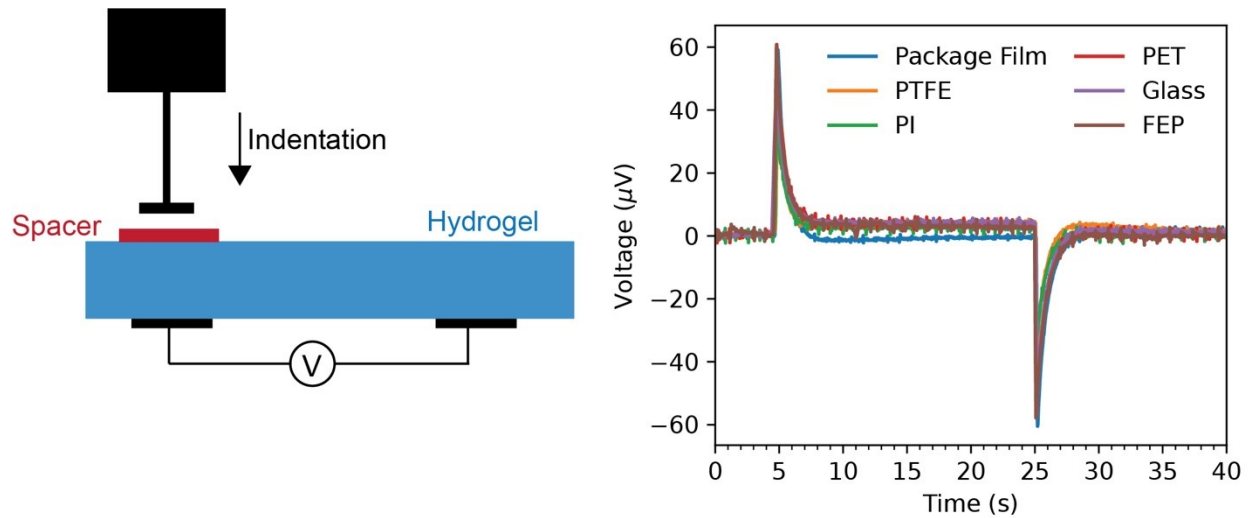 Indentation
Spacer
Hydrogel
V
Voltage (μV)
60
40
20
0
−20
−40
−60
Package Film
PTFE
PI
PET
Glass
FEP
0 5 10 15 20 25 30 35 40
Time (s)